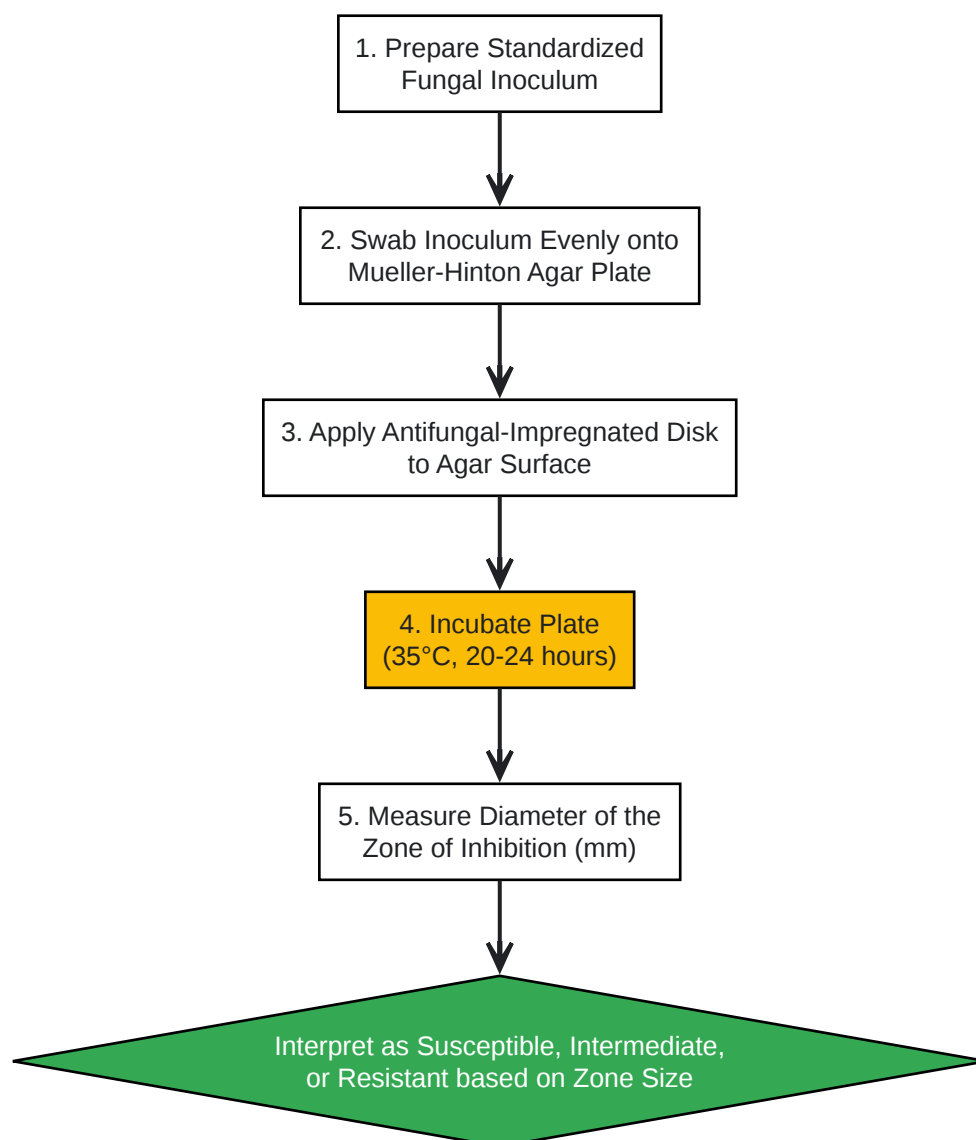 1. Prepare Standardized
Fungal Inoculum
2. Swab Inoculum Evenly onto
Mueller-Hinton Agar Plate
3. Apply Antifungal-Impregnated Disk
to Agar Surface
4. Incubate Plate
(35°C, 20-24 hours)
5. Measure Diameter of the
Zone of Inhibition (mm)
Interpret as Susceptible, Intermediate,
or Resistant based on Zone Size